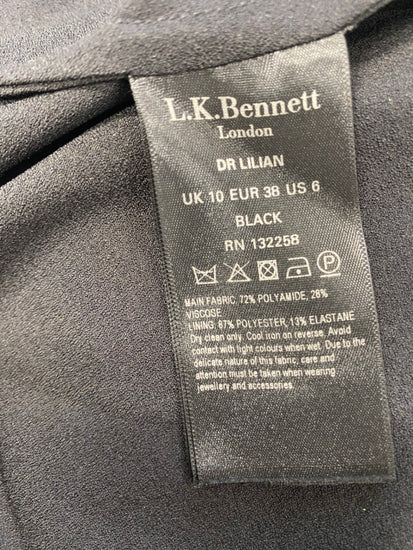 L.K.Bennett
London
DR LILIAN
UK 10 EUR 38 US 6
BLACK
RN 132258
MAIN FABRIC, 72% POLYAMIDE, 28%
VISCOSE
LINING: 87% POLYESTER, 13% ELASTANE
Dry clean only. Cool iron on reverse. Avoid
contact with light colours when wet. Due to the
delicate nature of this fabric, care and
attention must be taken when wearing
jewellery and accessories.